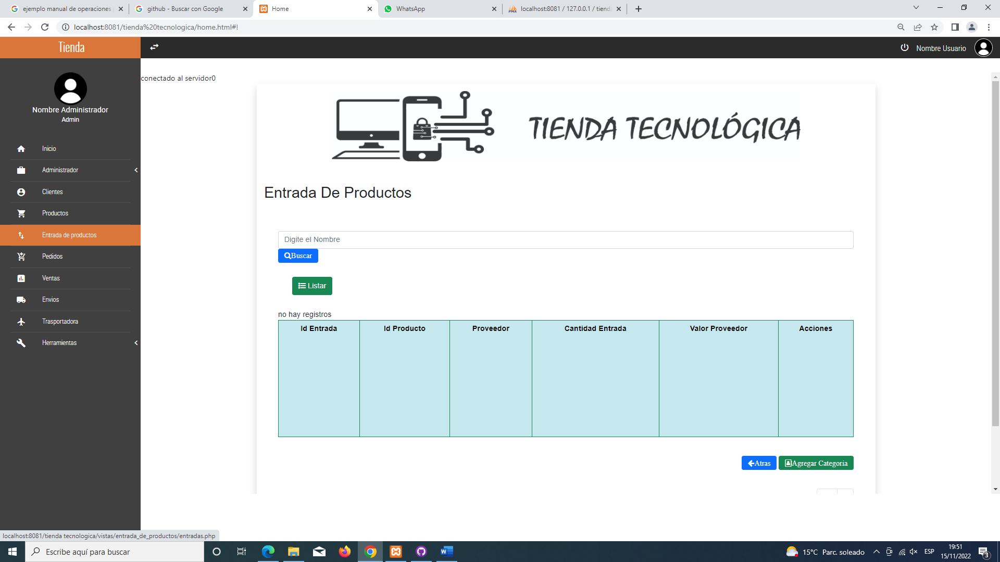 ejemplo manual de operaciones
github - Buscar con Google
Home
WhatsApp
localhost:8081 / 127.0.0.1 / tiend
localhost:8081/tienda%20tecnologica/home.html#!
Tienda
Nombre Usuario
Nombre Administrador
Admin
Inicio
Administrador
Clientes
Productos
Entrada de productos
Pedidos
Ventas
Envios
Trasportadora
Herramientas
conectado al servidor0
TIENDA TECNOLÓGICA
Entrada De Productos
Digite el Nombre
Buscar
Listar
no hay registros
Id Entrada Id Producto Proveedor Cantidad Entrada Valor Proveedor Acciones
Atras Agregar Categoria
localhost:8081/tienda tecnologica/vistas/entrada_de_productos/entradas.php
Escribe aquí para buscar
15°C Parc. soleado
ESP
19:51
15/11/2022
3